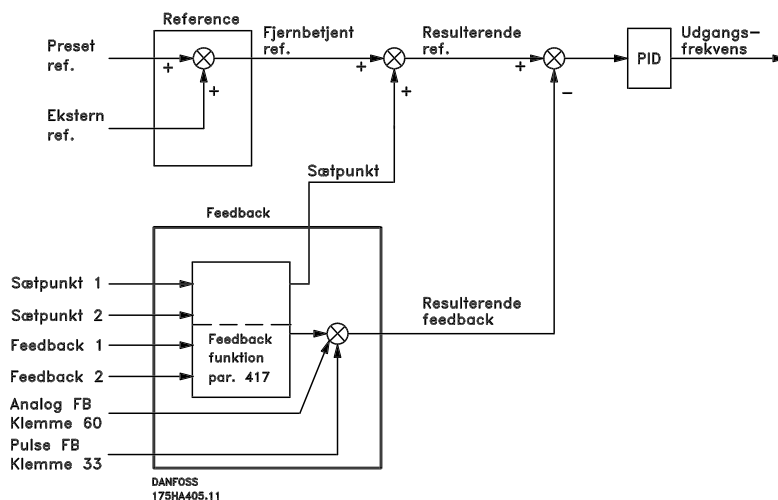 Reference
Preset
ref.
+
+
Ekstern
ref.
Fjernbetjent
ref.
+
+
Resulterende
ref.
+
−
PID
Udgangs–
frekvens
Sætpunkt
Feedback
Sætpunkt 1
Sætpunkt 2
Feedback 1
Feedback 2
Feedback
funktion
par. 417
Resulterende
feedback
Analog FB
Klemme 60
Pulse FB
Klemme 33
DANFOSS
175HA405.11